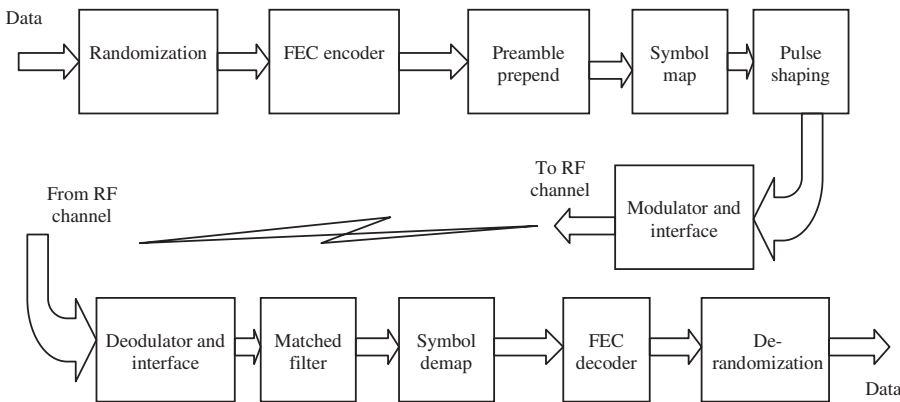 Data
Randomization
FEC encoder
Preamble
prepend
Symbol
map
Pulse
shaping
To RF
channel
Modulator and
interface
From RF
channel
Deodulator and
interface
Matched
filter
Symbol
demap
FEC
decoder
De-
randomization
Data